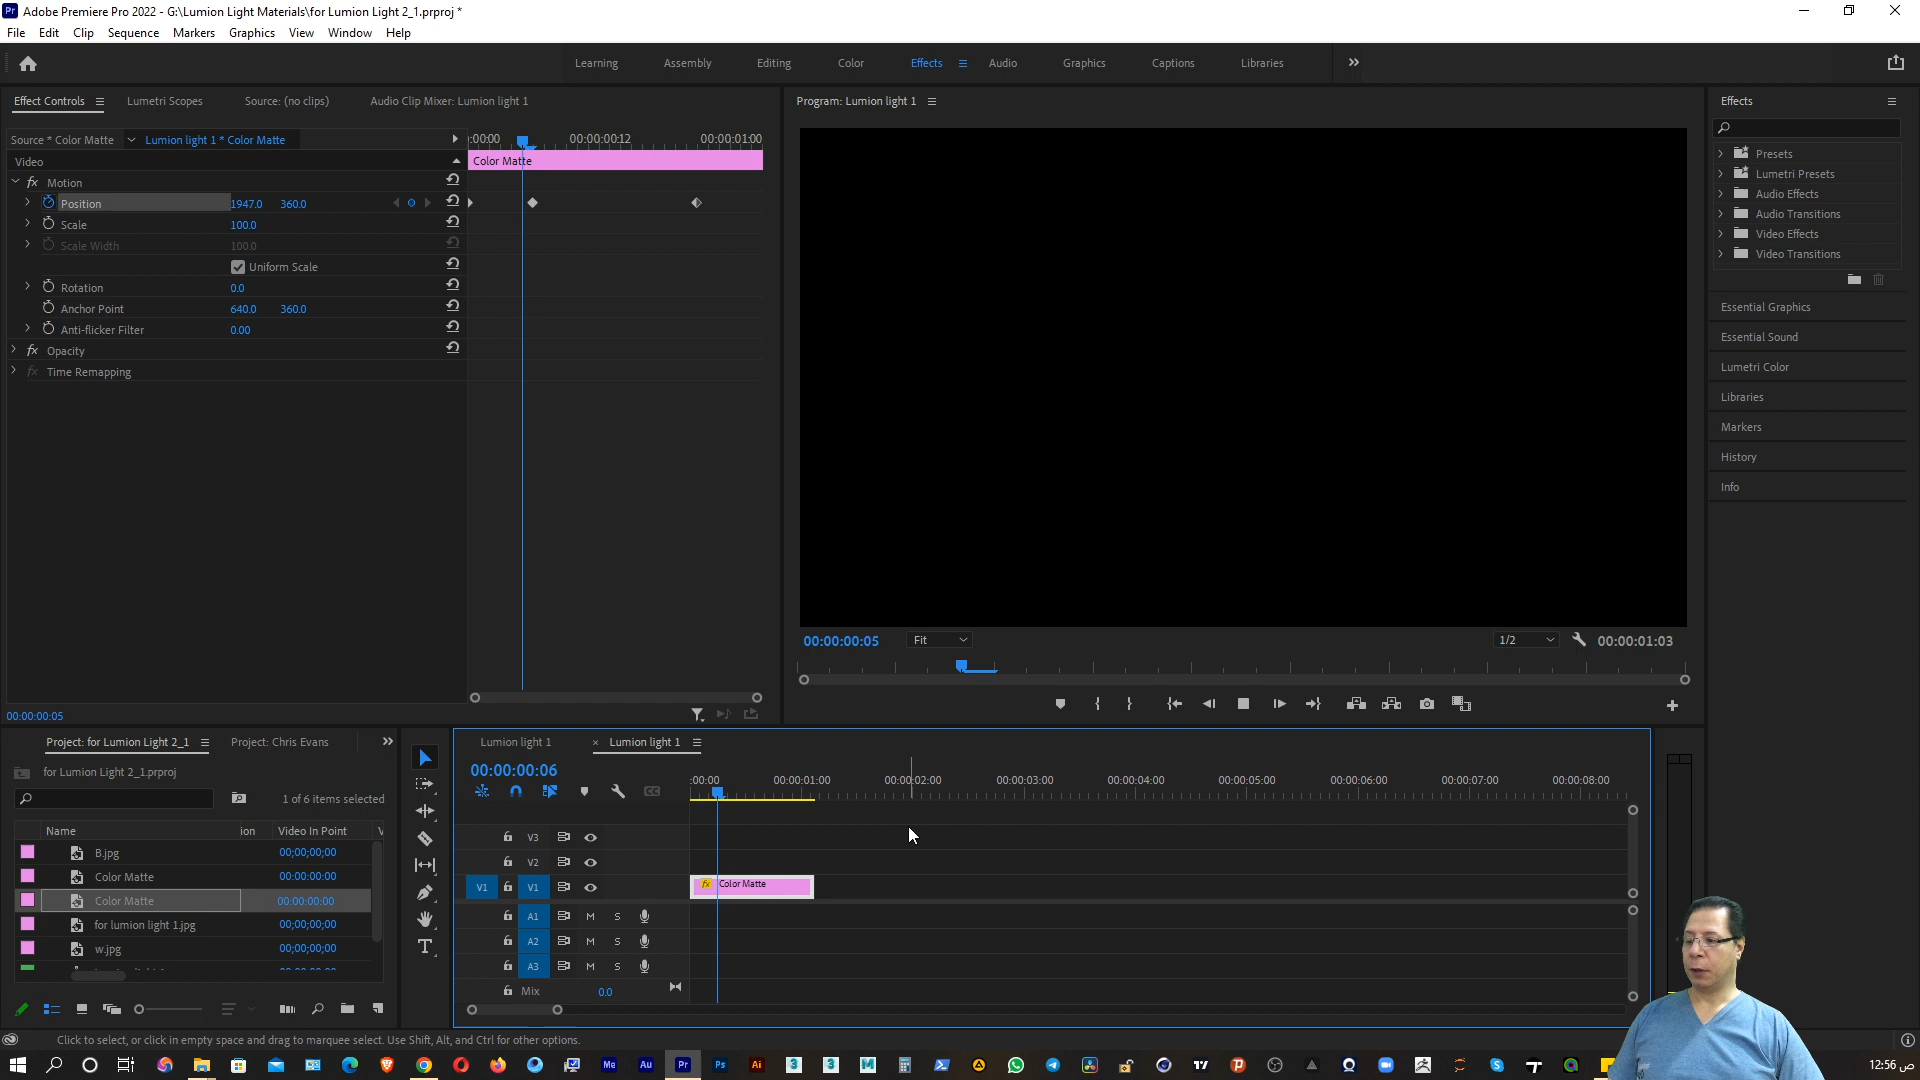 Adobe Premiere Pro 2022 - G:\Lumion Light Materials\for Lumion Light 2_1.prproj *
File Edit Clip Sequence Markers Graphics View Window Help
Learning Assembly Editing Color Effects Audio Graphics Captions Libraries
Effect Controls Lumetri Scopes Source: (no clips) Audio Clip Mixer: Lumion light 1
Source * Color Matte Lumion light 1 * Color Matte
:00:00 00:00:00:12 00:00:01:00
Video
Color Matte
fx Motion
Position 1947.0 360.0
Scale 100.0
Scale Width 100.0
Uniform Scale
Rotation 0.0
Anchor Point 640.0 360.0
Anti-flicker Filter 0.00
fx Opacity
fx Time Remapping
00:00:00:05
Program: Lumion light 1
00:00:00:05 Fit 1/2 00:00:01:03
Effects
Presets
Lumetri Presets
Audio Effects
Audio Transitions
Video Effects
Video Transitions
Essential Graphics
Essential Sound
Lumetri Color
Libraries
Markers
History
Info
Project: for Lumion Light 2_1 Project: Chris Evans
for Lumion Light 2_1.prproj
1 of 6 items selected
Name ion Video In Point
B.jpg 00;00;00;00
Color Matte 00:00:00:00
Color Matte 00:00:00:00
for lumion light 1.jpg 00;00;00;00
w.jpg 00;00;00;00
Lumion light 1 Lumion light 1
00:00:00:06
:00:00 00:00:01:00 00:00:02:00 00:00:03:00 00:00:04:00 00:00:05:00 00:00:06:00 00:00:07:00 00:00:08:00
V3
V2
V1 V1 fx Color Matte
A1 M S
A2 M S
A3 M S
Mix 0.0
Click to select, or click in empty space and drag to marquee select. Use Shift, Alt, and Ctrl for other options.
Me Au Pr Ps Ai 3 3 M
12:56 ص